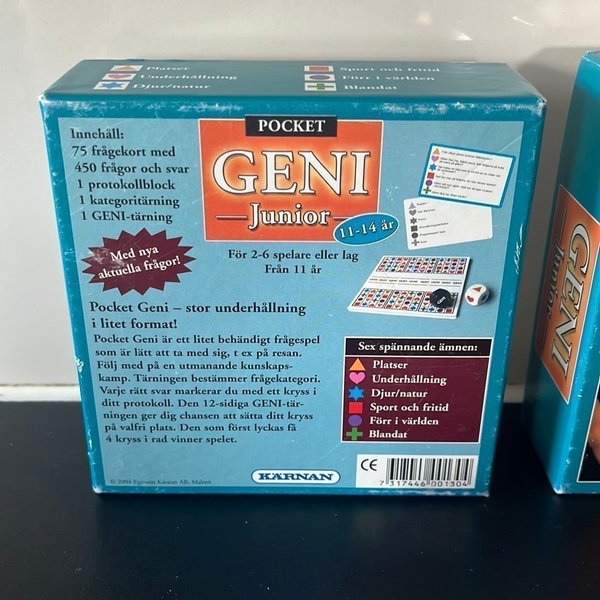 Platser
Underhållning
Djur/natur
Sport och fritid
Förr i världen
Blandat
Innehåll:
75 frågekort med
450 frågor och svar
1 protokollblock
1 kategoritärning
1 GENI-tärning
Med nya
aktuella frågor!
POCKET
GENI
Junior
11-14 år
För 2-6 spelare eller lag
Från 11 år
Pocket Geni – stor underhållning
i litet format!
Pocket Geni är ett litet behändigt frågespel
som är lätt att ta med sig, t ex på resan.
Följ med på en utmanande kunskaps-
kamp. Tärningen bestämmer frågekategori.
Varje rätt svar markerar du med ett kryss i
ditt protokoll. Den 12-sidiga GENI-tär-
ningen ger dig chansen att sätta ditt kryss
på valfri plats. Den som först lyckas få
4 kryss i rad vinner spelet.
Sex spännande ämnen:
Platser
Underhållning
Djur/natur
Sport och fritid
Förr i världen
Blandat
© 2004 Egmont Kärnan AB, Malmö
KÄRNAN
CE
7 317446 001304
GENI
Junior